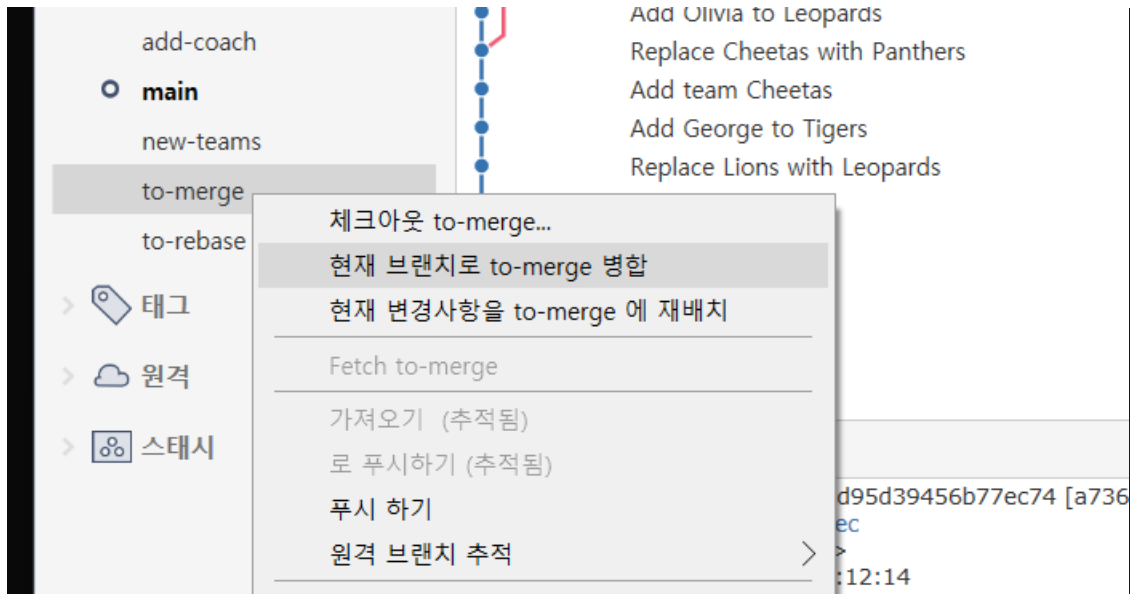 add-coach
main
new-teams
to-merge
to-rebase
태그
원격
스태시
Add Olivia to Leopards
Replace Cheetas with Panthers
Add team Cheetas
Add George to Tigers
Replace Lions with Leopards
체크아웃 to-merge...
현재 브랜치로 to-merge 병합
현재 변경사항을 to-merge 에 재배치
Fetch to-merge
가져오기 (추적됨)
로 푸시하기 (추적됨)
푸시 하기
원격 브랜치 추적
d95d39456b77ec74 [a736
ec
>
:12:14